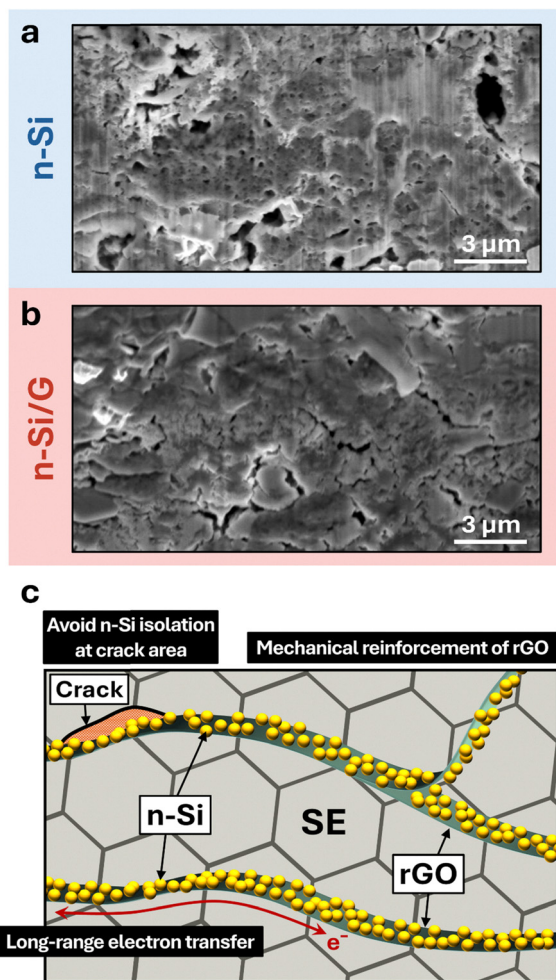 a
n-Si
3 µm
b
n-Si/G
3 µm
c
Avoid n-Si isolation
at crack area
Mechanical reinforcement of rGO
Crack
n-Si
SE
rGO
Long-range electron transfer
e⁻